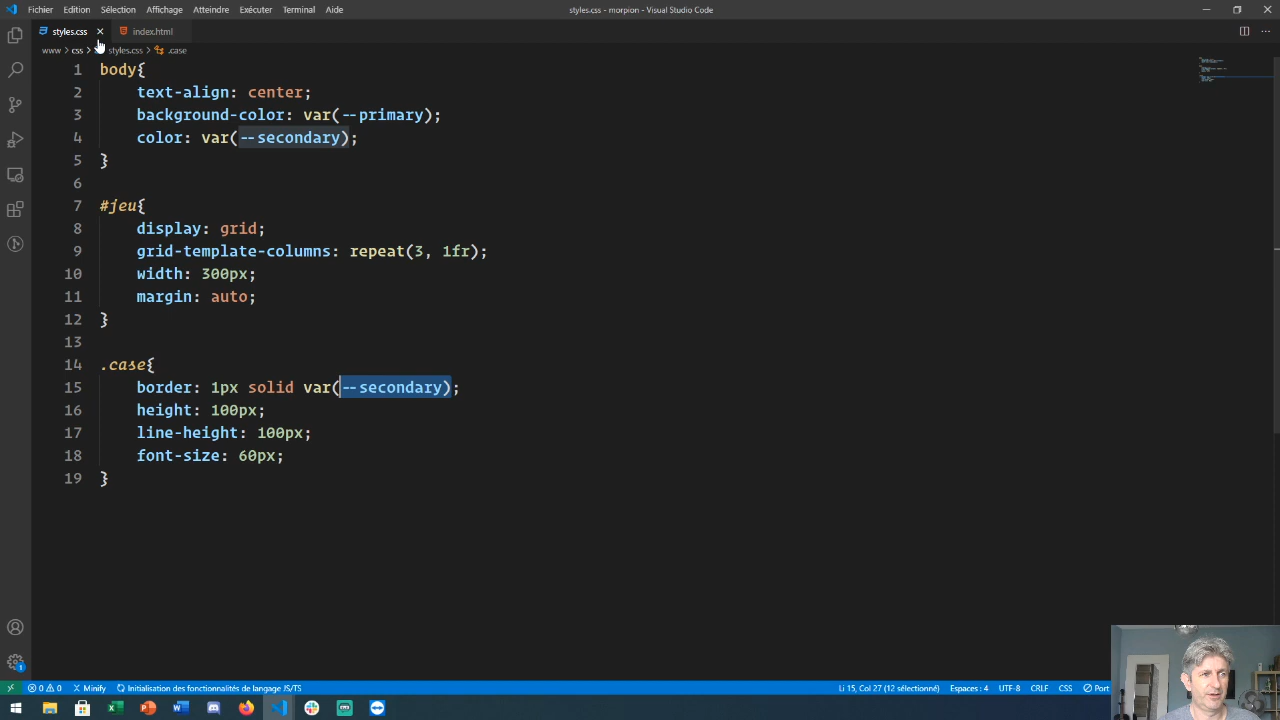 Fichier Edition Sélection Affichage Atteindre Exécuter Terminal Aide styles.css - morpion - Visual Studio Code
styles.css index.html
www > css > styles.css > .case
1 body{
2 text-align: center;
3 background-color: var(--primary);
4 color: var(--secondary);
5 }
6
7 #jeu{
8 display: grid;
9 grid-template-columns: repeat(3, 1fr);
10 width: 300px;
11 margin: auto;
12 }
13
14 .case{
15 border: 1px solid var(--secondary);
16 height: 100px;
17 line-height: 100px;
18 font-size: 60px;
19 }
0 0 Minify Initialisation des fonctionnalités de langage JS/TS Li 15, Col 27 (12 sélectionné) Espaces : 4 UTF-8 CRLF CSS Port